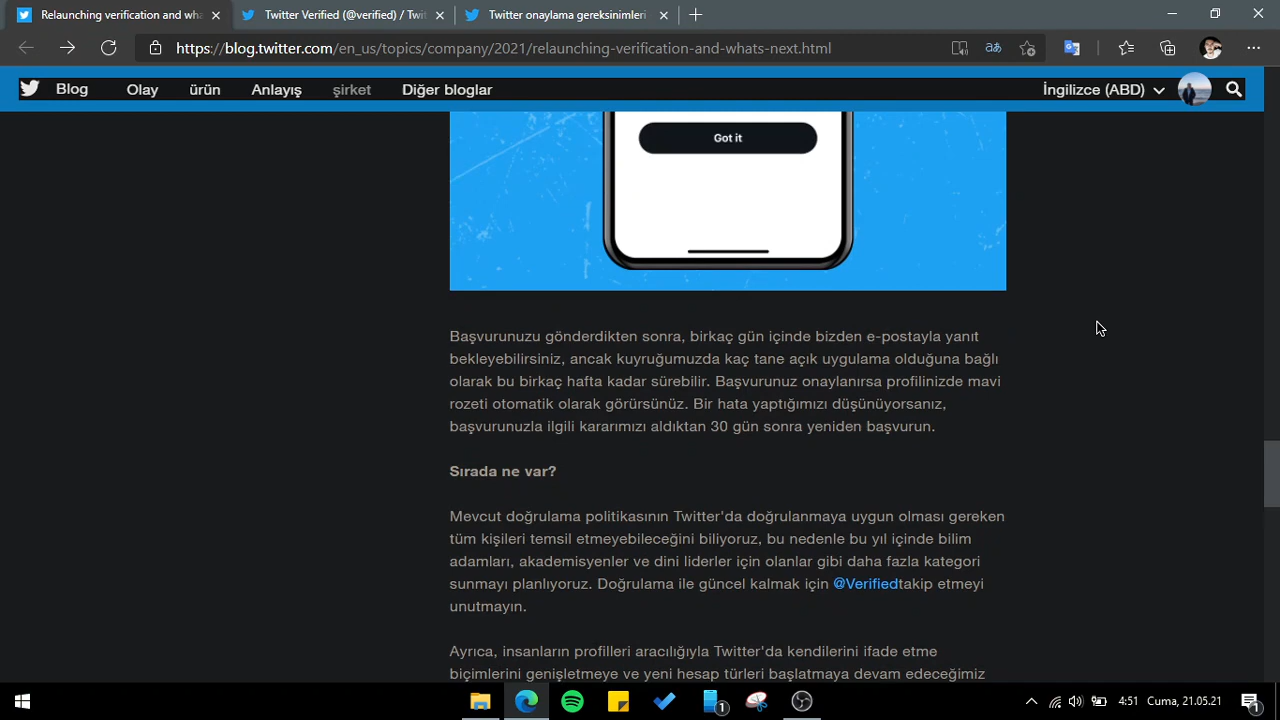 Relaunching verification and wha
Twitter Verified (@verified) / Twit
Twitter onaylama gereksinimleri
https://blog.twitter.com/en_us/topics/company/2021/relaunching-verification-and-whats-next.html
Blog Olay ürün Anlayış şirket Diğer bloglar İngilizce (ABD)
Got it
Başvurunuzu gönderdikten sonra, birkaç gün içinde bizden e-postayla yanıt
bekleyebilirsiniz, ancak kuyruğumuzda kaç tane açık uygulama olduğuna bağlı
olarak bu birkaç hafta kadar sürebilir. Başvurunuz onaylanırsa profilinizde mavi
rozeti otomatik olarak görürsünüz. Bir hata yaptığımızı düşünüyorsanız,
başvurunuzla ilgili kararımızı aldıktan 30 gün sonra yeniden başvurun.
Sırada ne var?
Mevcut doğrulama politikasının Twitter'da doğrulanmaya uygun olması gereken
tüm kişileri temsil etmeyebileceğini biliyoruz, bu nedenle bu yıl içinde bilim
adamları, akademisyenler ve dini liderler için olanlar gibi daha fazla kategori
sunmayı planlıyoruz. Doğrulama ile güncel kalmak için @Verifiedtakip etmeyi
unutmayın.
Ayrıca, insanların profilleri aracılığıyla Twitter'da kendilerini ifade etme
biçimlerini genişletmeye ve yeni hesap türleri başlatmaya devam edeceğimiz
1 4:51 Cuma, 21.05.21 1